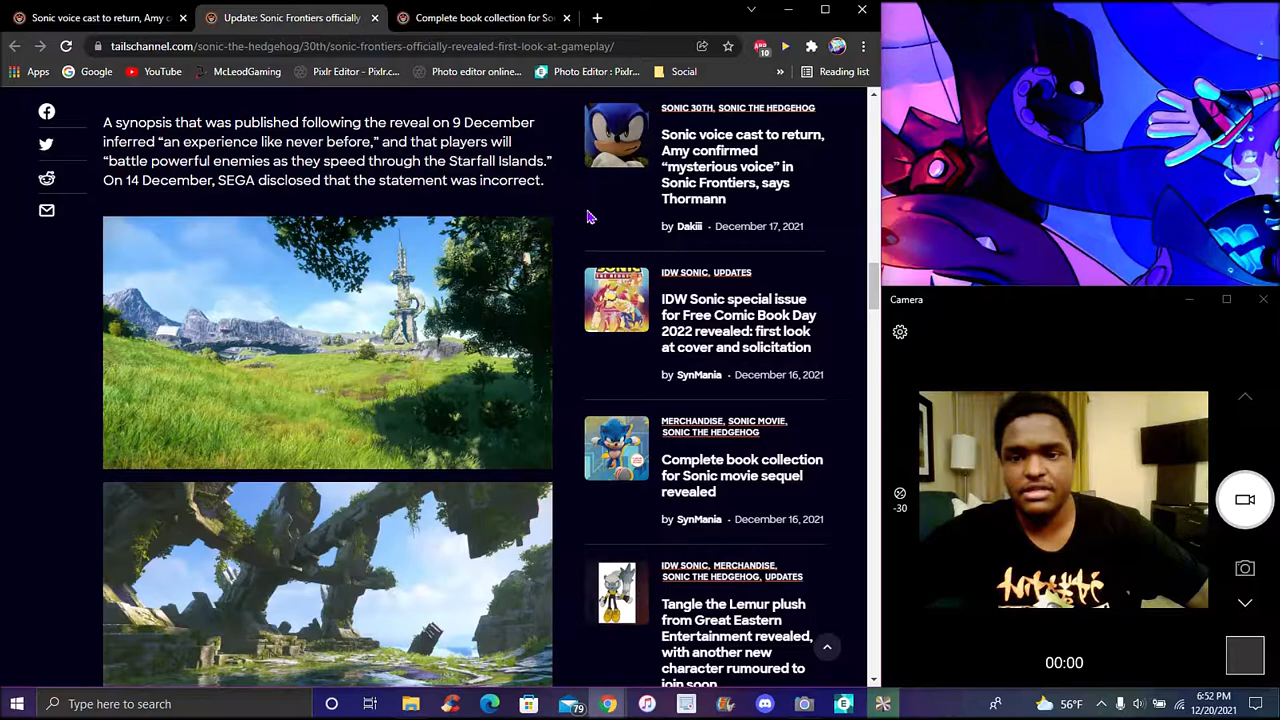 Sonic voice cast to return, Amy c
Update: Sonic Frontiers officially
Complete book collection for So
tailschannel.com/sonic-the-hedgehog/30th/sonic-frontiers-officially-revealed-first-look-at-gameplay/
10
Apps
Google
YouTube
McLeodGaming
Pixlr Editor - Pixlr.c...
Photo editor online...
Photo Editor : Pixlr...
Social
Reading list
A synopsis that was published following the reveal on 9 December
inferred “an experience like never before,” and that players will
“battle powerful enemies as they speed through the Starfall Islands.”
On 14 December, SEGA disclosed that the statement was incorrect.
SONIC 30TH, SONIC THE HEDGEHOG
Sonic voice cast to return,
Amy confirmed
“mysterious voice” in
Sonic Frontiers, says
Thormann
by Dakiii - December 17, 2021
IDW SONIC, UPDATES
IDW Sonic special issue
for Free Comic Book Day
2022 revealed: first look
at cover and solicitation
by SynMania - December 16, 2021
MERCHANDISE, SONIC MOVIE,
SONIC THE HEDGEHOG
Complete book collection
for Sonic movie sequel
revealed
by SynMania - December 16, 2021
IDW SONIC, MERCHANDISE,
SONIC THE HEDGEHOG, UPDATES
Tangle the Lemur plush
from Great Eastern
Entertainment revealed,
with another new
character rumoured to
join soon
Camera
-30
00:00
Type here to search
79
56°F
6:52 PM
12/20/2021